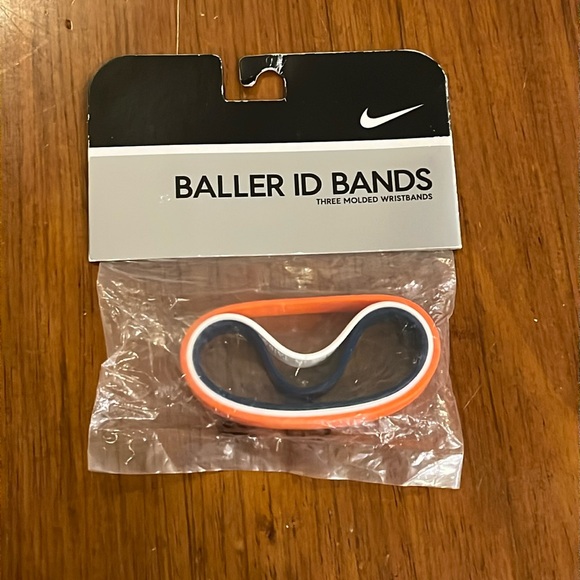 BALLER ID BANDS
THREE MOLDED WRISTBANDS